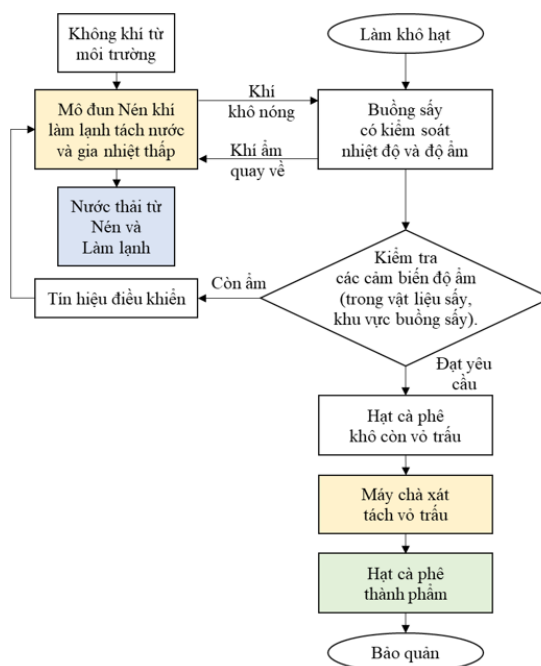 Không khí từ
môi trường
Làm khô hạt
Mô đun Nén khí
làm lạnh tách nước
và gia nhiệt thấp
Khí
khô nóng
Khí ẩm
quay về
Buồng sấy
có kiểm soát
nhiệt độ và độ ẩm
Nước thải từ
Nén và
Làm lạnh
Kiểm tra
các cảm biến độ ẩm
(trong vật liệu sấy,
khu vực buồng sấy).
Còn ẩm
Tín hiệu điều khiển
Đạt yêu
cầu
Hạt cà phê
khô còn vỏ trấu
Máy chà xát
tách vỏ trấu
Hạt cà phê
thành phẩm
Bảo quản